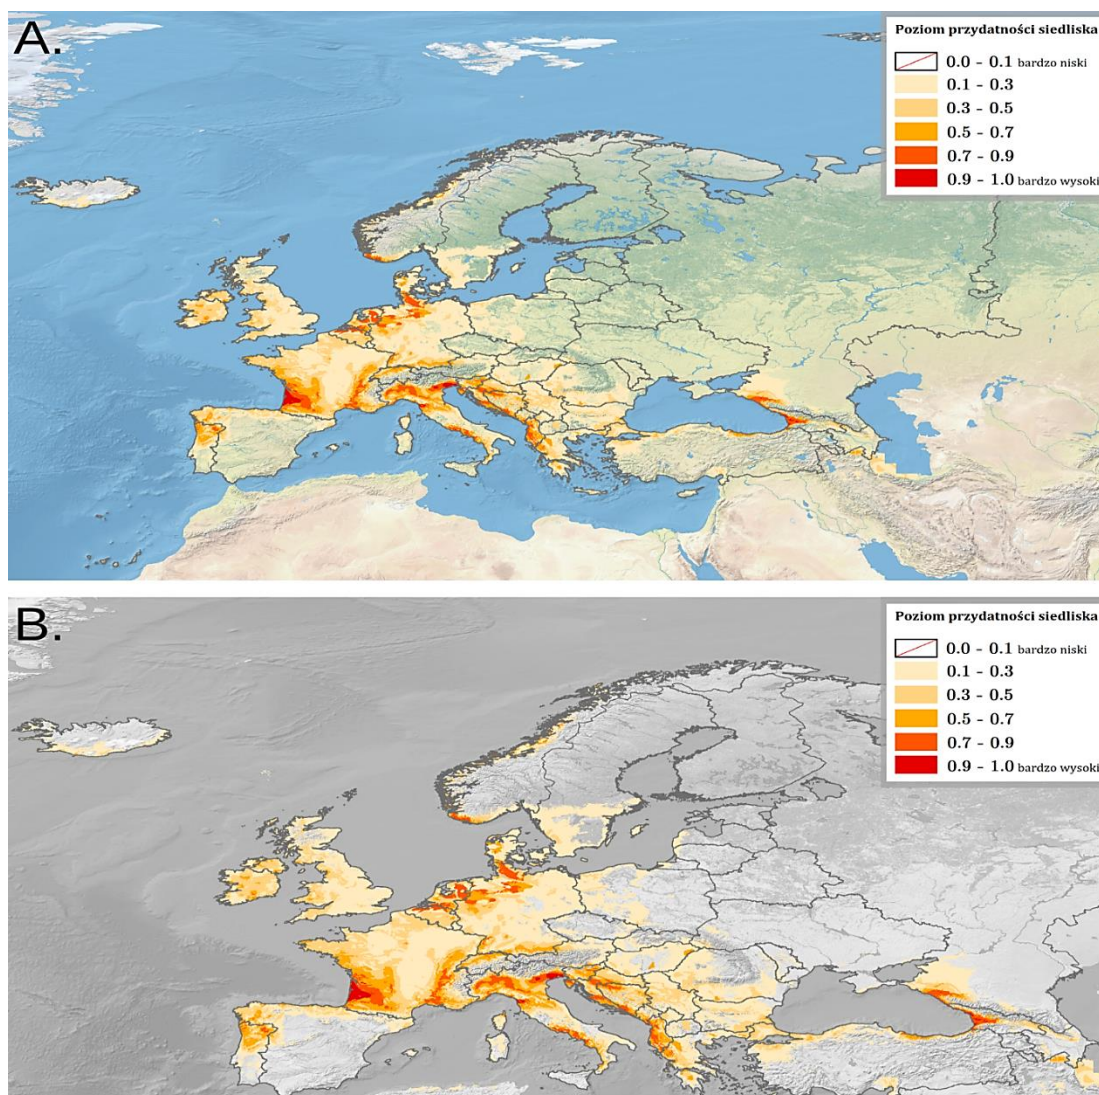 A.
Poziom przydatności siedliska
0.0 - 0.1 bardzo niski
0.1 - 0.3
0.3 - 0.5
0.5 - 0.7
0.7 - 0.9
0.9 - 1.0 bardzo wysoki
B.
Poziom przydatności siedliska
0.0 - 0.1 bardzo niski
0.1 - 0.3
0.3 - 0.5
0.5 - 0.7
0.7 - 0.9
0.9 - 1.0 bardzo wysoki